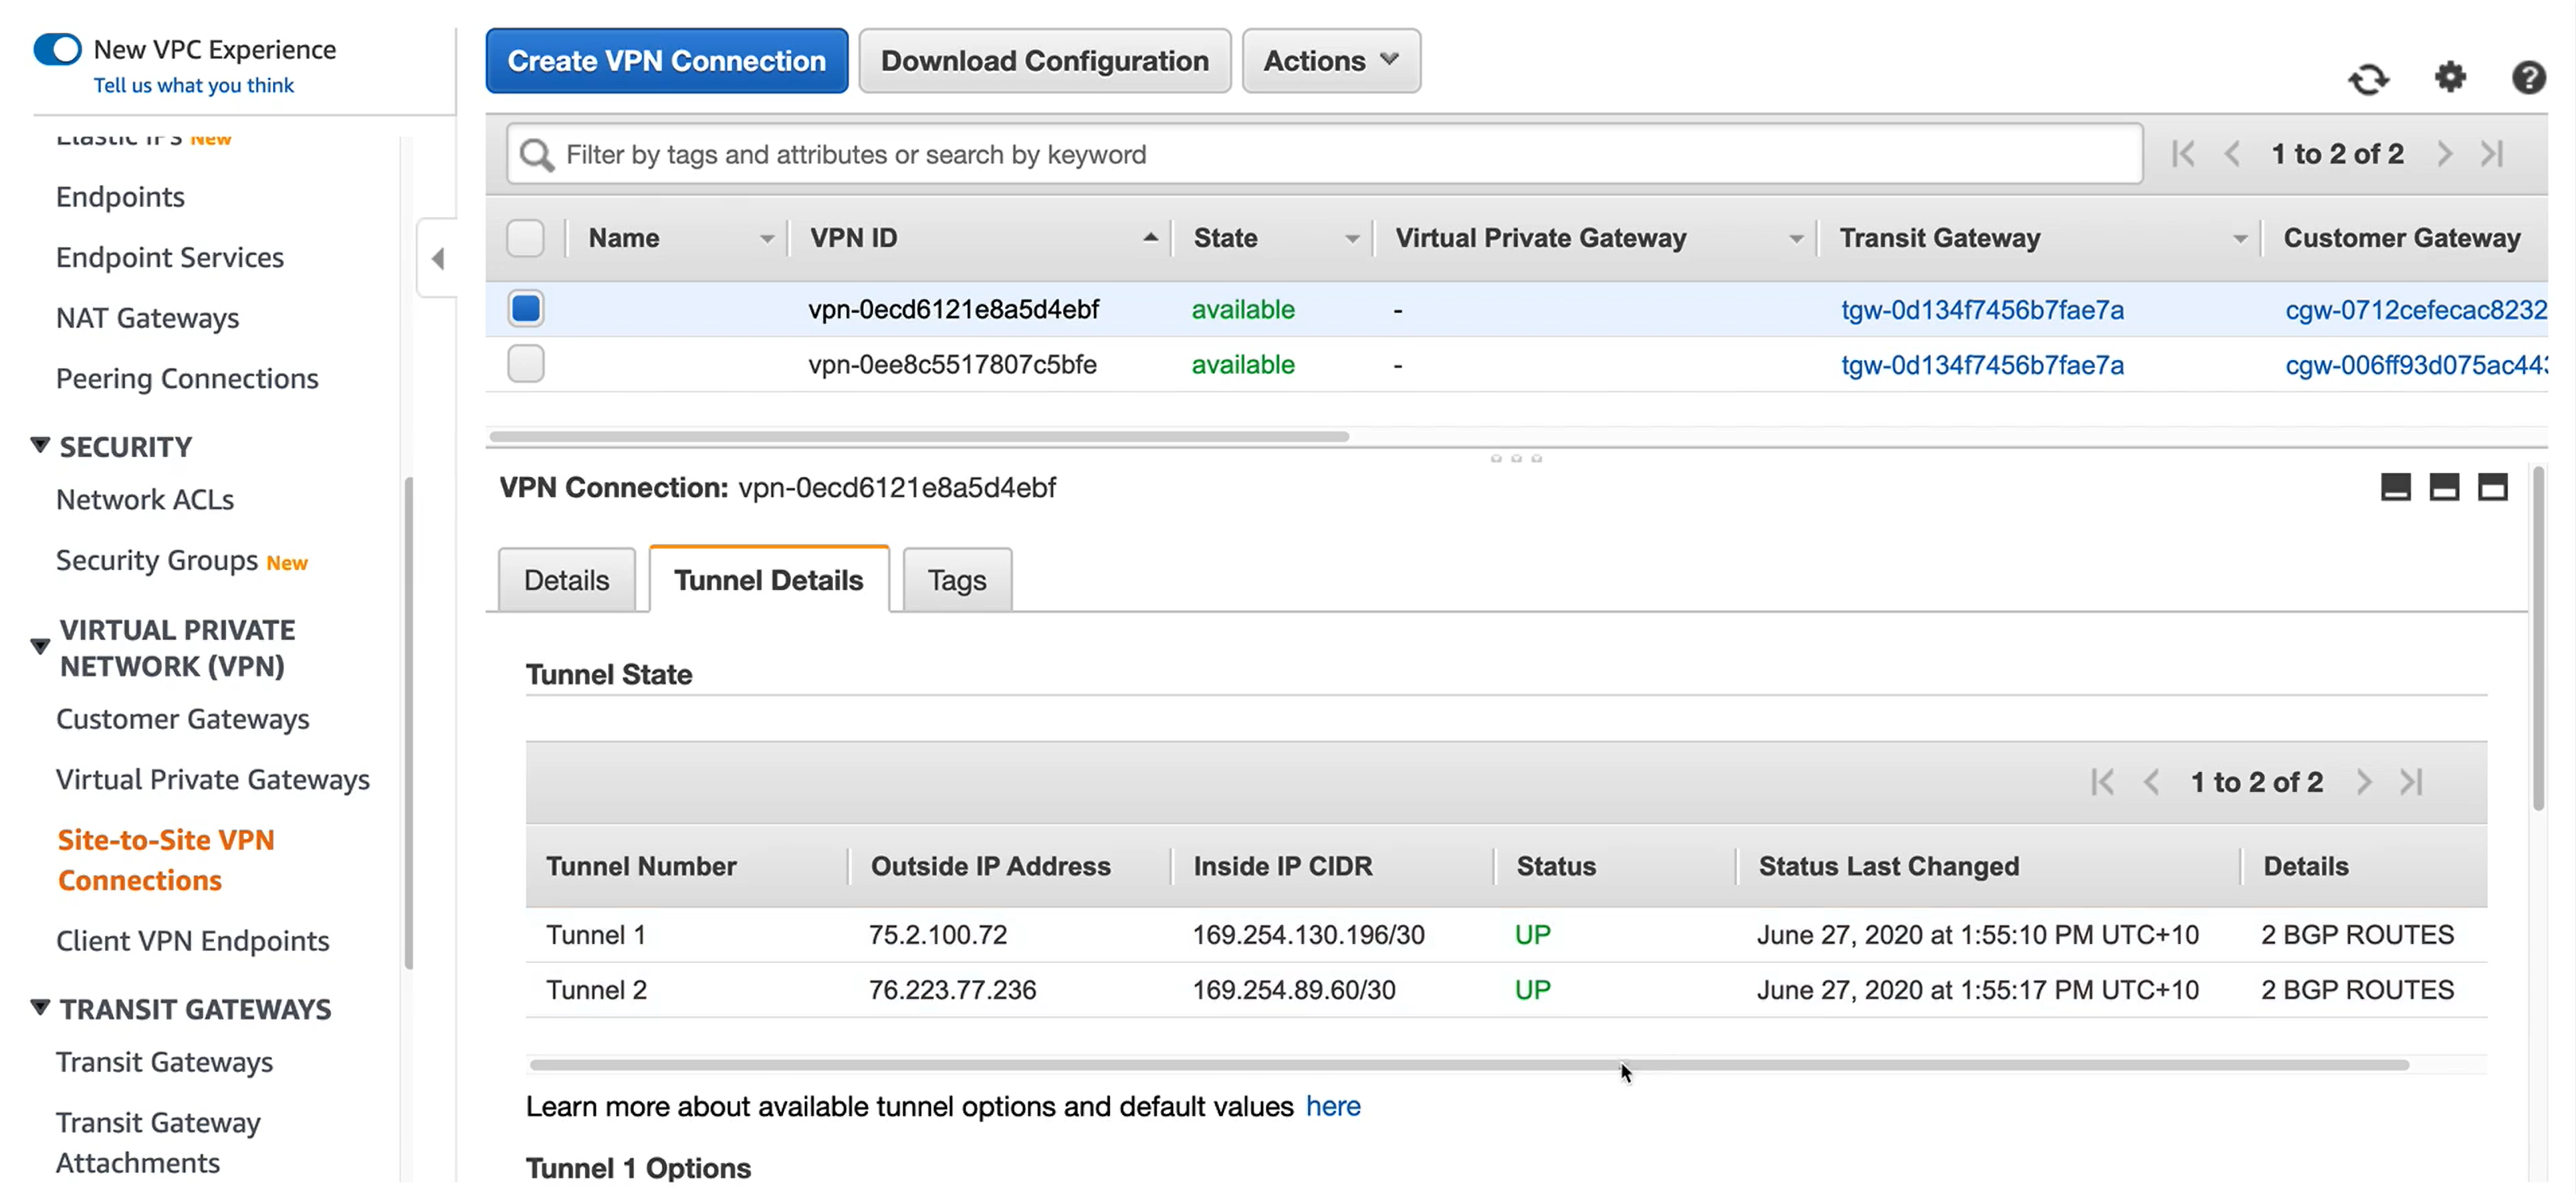 New VPC Experience
Tell us what you think
Elastic IPs New
Endpoints
Endpoint Services
NAT Gateways
Peering Connections
SECURITY
Network ACLs
Security Groups New
VIRTUAL PRIVATE
NETWORK (VPN)
Customer Gateways
Virtual Private Gateways
Site-to-Site VPN
Connections
Client VPN Endpoints
TRANSIT GATEWAYS
Transit Gateways
Transit Gateway
Attachments
Create VPN Connection Download Configuration Actions
Filter by tags and attributes or search by keyword 1 to 2 of 2
Name VPN ID State Virtual Private Gateway Transit Gateway Customer Gateway
vpn-0ecd6121e8a5d4ebf available - tgw-0d134f7456b7fae7a cgw-0712cefecac8232
vpn-0ee8c5517807c5bfe available - tgw-0d134f7456b7fae7a cgw-006ff93d075ac44
VPN Connection: vpn-0ecd6121e8a5d4ebf
Details Tunnel Details Tags
Tunnel State
1 to 2 of 2
Tunnel Number Outside IP Address Inside IP CIDR Status Status Last Changed Details
Tunnel 1 75.2.100.72 169.254.130.196/30 UP June 27, 2020 at 1:55:10 PM UTC+10 2 BGP ROUTES
Tunnel 2 76.223.77.236 169.254.89.60/30 UP June 27, 2020 at 1:55:17 PM UTC+10 2 BGP ROUTES
Learn more about available tunnel options and default values here
Tunnel 1 Options